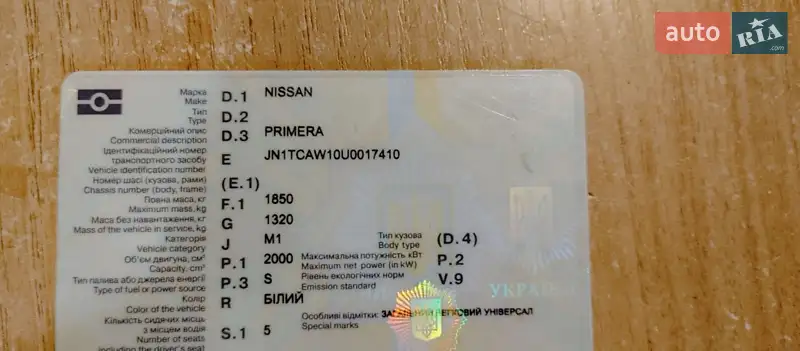 auto RIA .com
Марка
Make D.1 NISSAN
Тип
Type D.2
Комерційний опис
Commercial description D.3 PRIMERA
Ідентифікаційний номер
транспортного засобу
Vehicle identification number E JN1TCAW10U0017410
Номер шасі (кузова, рами)
Chassis number (body, frame) (E.1)
Повна маса, кг
Maximum mass, kg F.1 1850
Маса без навантаження, кг
Mass of the vehicle in service, kg G 1320
Категорія
Vehicle category J M1 Тип кузова
Body type (D.4)
Об'єм двигуна, см³
Capacity, cm³ P.1 2000 Максимальна потужність кВт
Maximum net power (in kW) P.2
Тип палива або джерела енергії
Type of fuel or power source P.3 S Рівень екологічних норм
Emission standard V.9
Колір
Color of the vehicle R БІЛИЙ
Особливі відмітки: ЗАГАЛЬНИЙ ЛЕГКОВИЙ УНІВЕРСАЛ
Special marks
Кількість сидячих місць
з місцем водія
Number of seats S.1 5
including the driver's seat